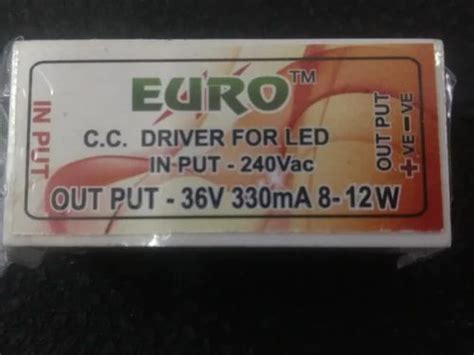 EURO™
C.C. DRIVER FOR LED
IN PUT - 240Vac
OUT PUT - 36V 330mA 8-12W
IN PUT
OUT PUT
+VE -VE